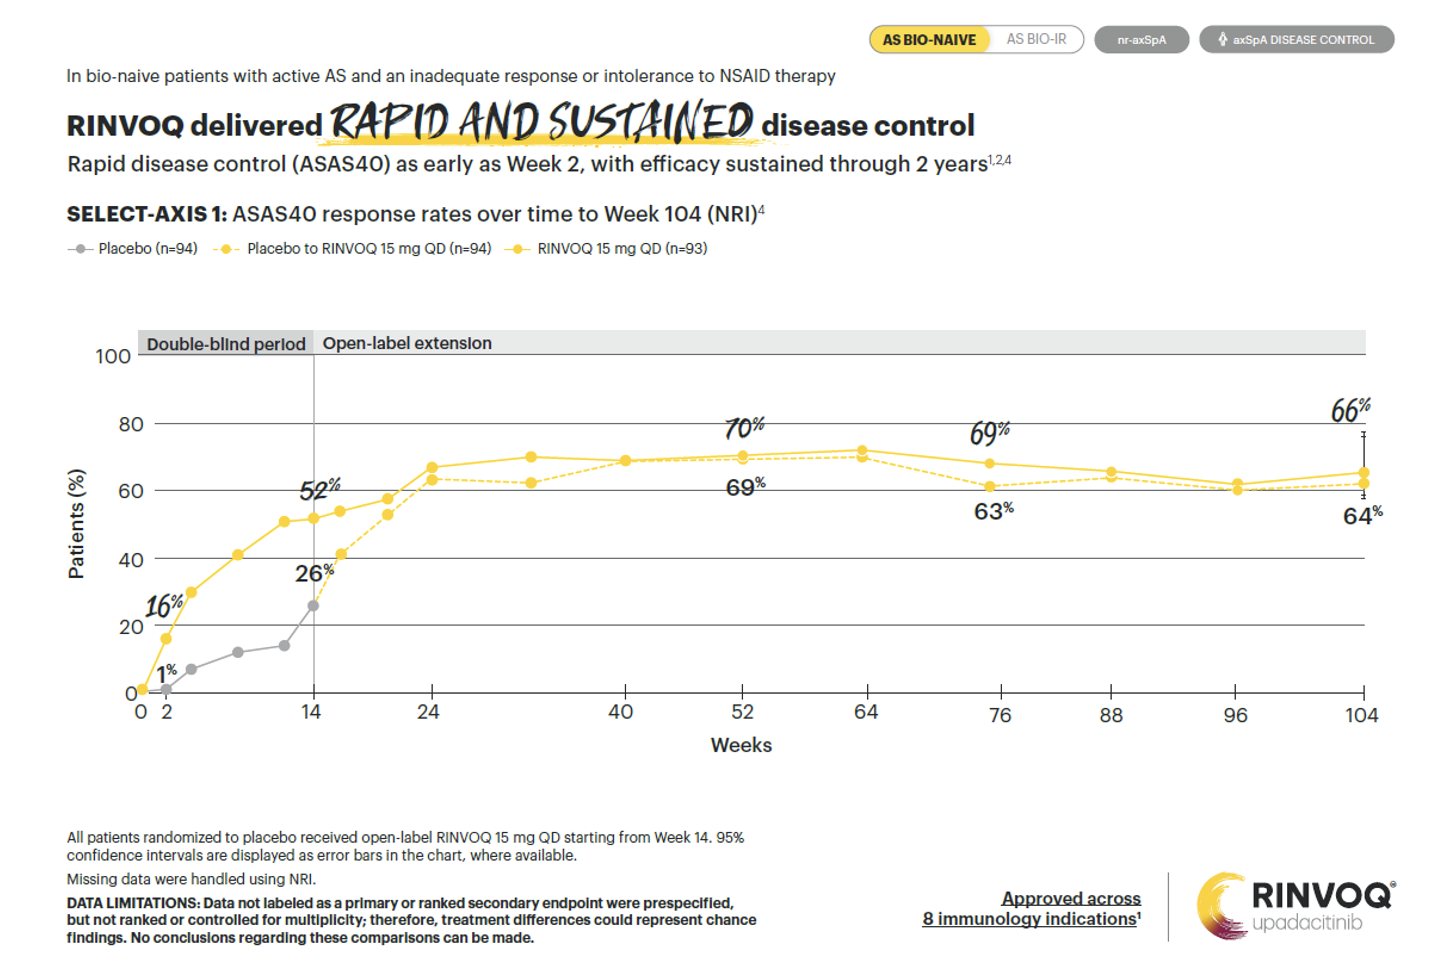 AS BIO-NAIVE AS BIO-IR nr-axSpA axSpA DISEASE CONTROL
In bio-naive patients with active AS and an inadequate response or intolerance to NSAID therapy
RINVOQ delivered RAPID AND SUSTAINED disease control
Rapid disease control (ASAS40) as early as Week 2, with efficacy sustained through 2 years1,2,4
SELECT-AXIS 1: ASAS40 response rates over time to Week 104 (NRI)4
Placebo (n=94) Placebo to RINVOQ 15 mg QD (n=94) RINVOQ 15 mg QD (n=93)
Double-blind period Open-label extension
100
80
60
40
20
0
Patients (%)
16%
1%
52%
26%
70%
69%
69%
63%
66%
64%
0 2 14 24 40 52 64 76 88 96 104
Weeks
All patients randomized to placebo received open-label RINVOQ 15 mg QD starting from Week 14. 95%
confidence intervals are displayed as error bars in the chart, where available.
Missing data were handled using NRI.
DATA LIMITATIONS: Data not labeled as a primary or ranked secondary endpoint were prespecified,
but not ranked or controlled for multiplicity; therefore, treatment differences could represent chance
findings. No conclusions regarding these comparisons can be made.
Approved across
8 immunology indications1
RINVOQ®
upadacitinib